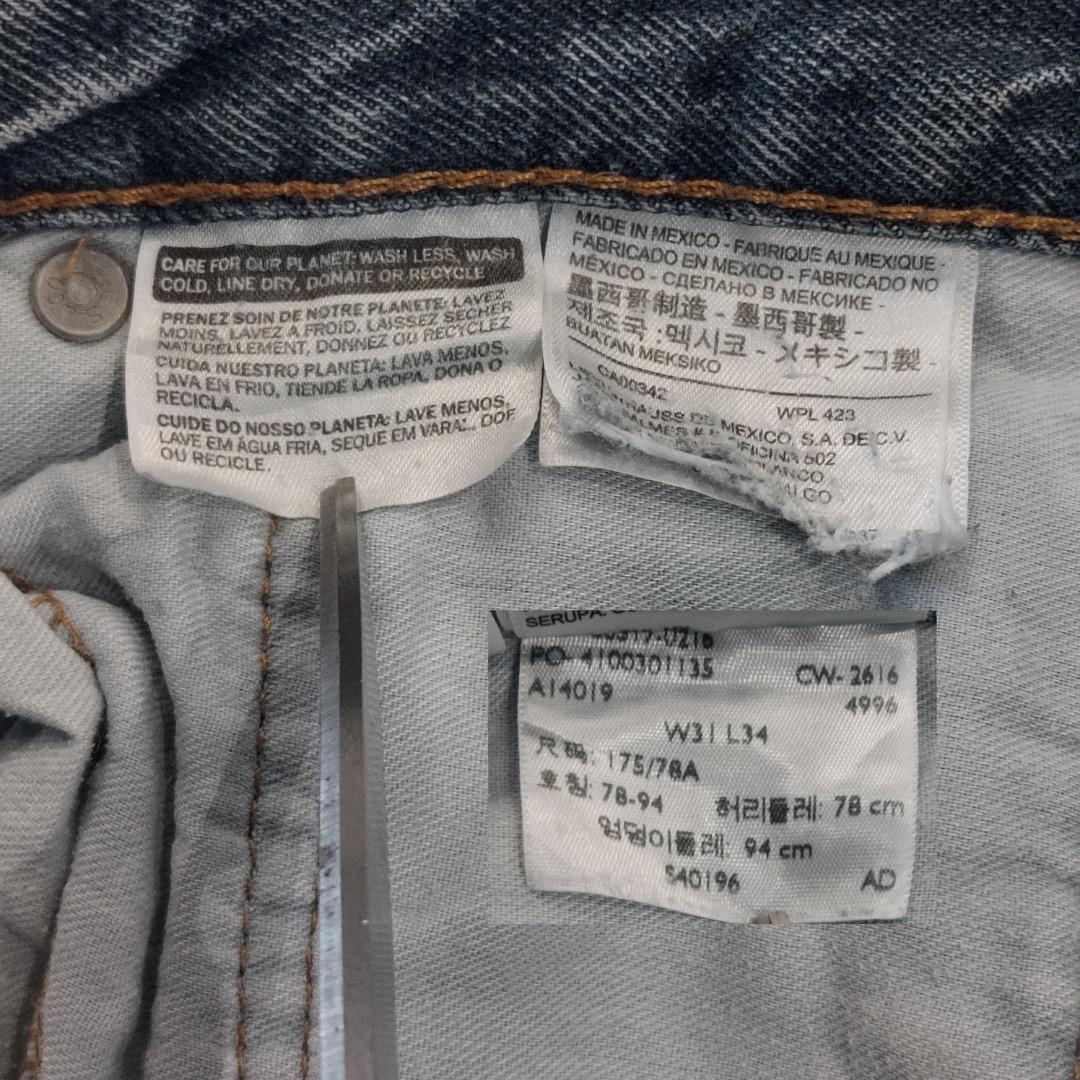 CARE FOR OUR PLANET: WASH LESS, WASH
COLD, LINE DRY, DONATE OR RECYCLE
PRENEZ SOIN DE NOTRE PLANETE: LAVEZ
MOINS, LAVEZ A FROID, LAISSEZ SÉCHER
NATURELLEMENT, DONNEZ OU RECYCLEZ
CUIDA NUESTRO PLANETA: LAVA MENOS,
LAVA EN FRIO, TIENDE LA ROPA, DONA O
RECICLA.
CUIDE DO NOSSO PLANETA: LAVE MENOS,
LAVE EM ÁGUA FRIA, SEQUE EM VARAL, DOE
OU RECICLE.
MADE IN MEXICO - FABRIQUE AU MEXIQUE -
FABRICADO EN MEXICO - FABRICADO NO
MÉXICO - СДЕЛАНО В МЕКСИКЕ -
墨西哥制造 - 墨西哥製 -
제조국 : 멕시코 - メキシコ製 -
BUATAN MEKSIKO
CA00342
WPL 423
STRAUSS DE MEXICO, S.A. DE C.V.
OFICINA 602
SERUPA.
PO- 4100301135
CW- 2616
A14019
4996
W31 L34
尺码: 175/78A
호칭: 78-94
허리둘레: 78 cm
엉덩이둘레: 94 cm
S40196
AD